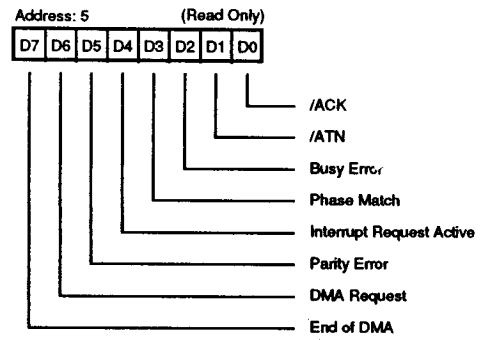 Address: 5 (Read Only)
D7 D6 D5 D4 D3 D2 D1 D0
/ACK
/ATN
Busy Error
Phase Match
Interrupt Request Active
Parity Error
DMA Request
End of DMA